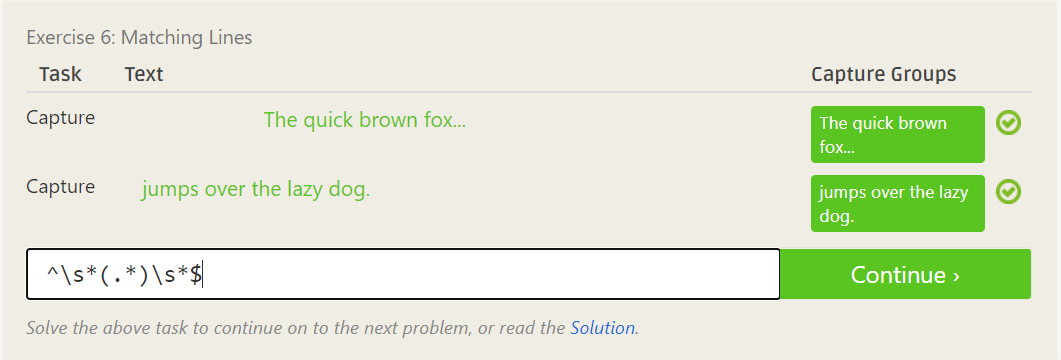 Exercise 6: Matching Lines
Task Text Capture Groups
Capture The quick brown fox... The quick brown
fox...
Capture jumps over the lazy dog. jumps over the lazy
dog.
^\s*(.*)\s*$ Continue ›
Solve the above task to continue on to the next problem, or read the Solution.